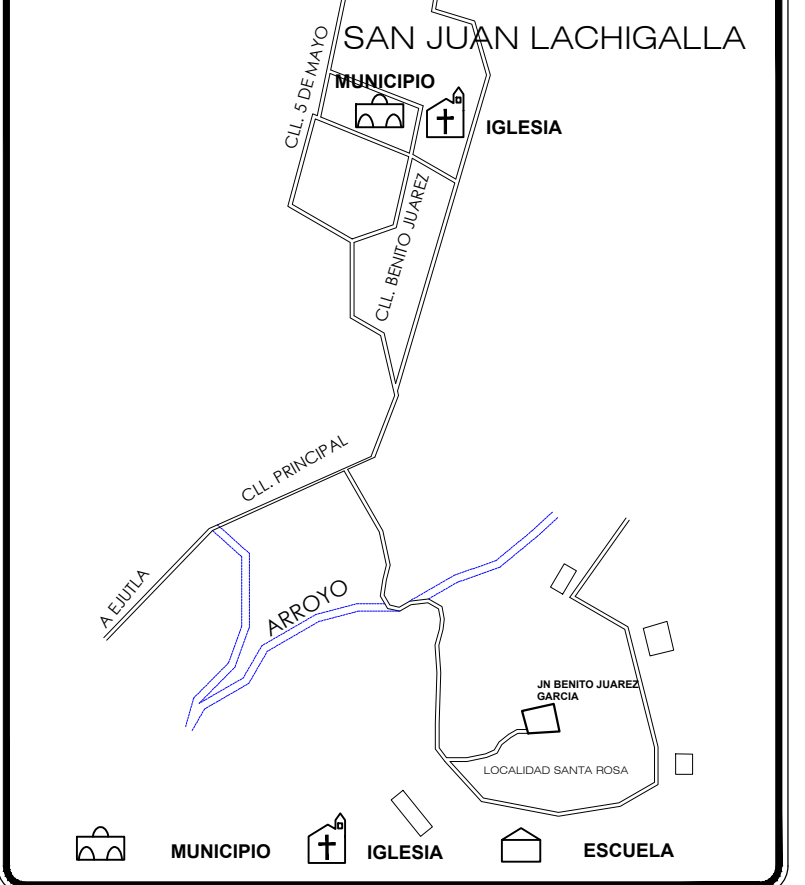 SAN JUAN LACHIGALLA
CLL. 5 DE MAYO
MUNICIPIO
IGLESIA
CLL. BENITO JUAREZ
CLL. PRINCIPAL
A EJUTLA
ARROYO
JN BENITO JUAREZ
GARCIA
LOCALIDAD SANTA ROSA
MUNICIPIO
IGLESIA
ESCUELA